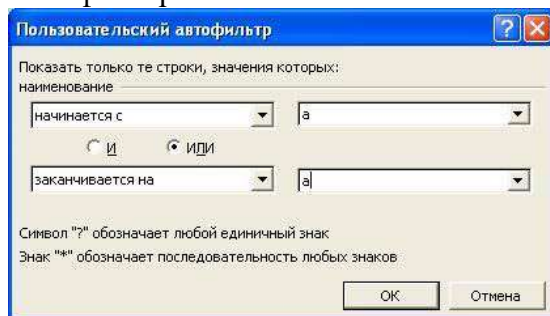 Пользовательский автофильтр
Показать только те строки, значения которых:
наименование
начинается с а
И ИЛИ
заканчивается на а
Символ "?" обозначает любой единичный знак
Знак "*" обозначает последовательность любых знаков
ОК Отмена